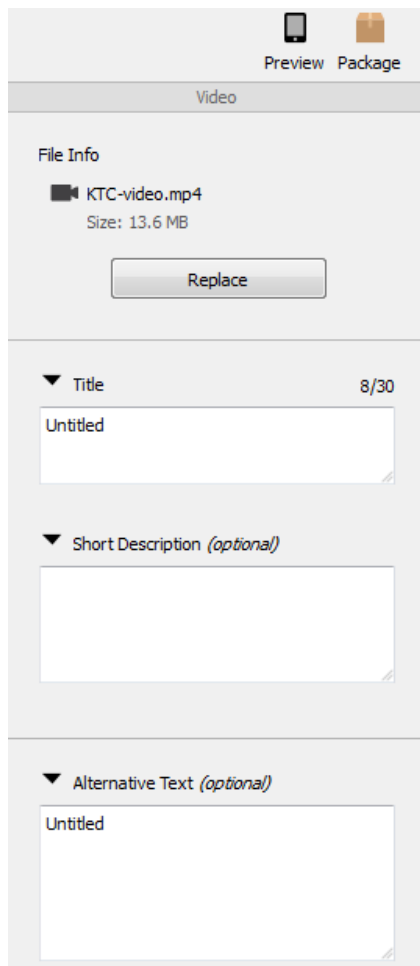 Preview Package
Video
File Info
KTC-video.mp4
Size: 13.6 MB
Replace
Title 8/30
Untitled
Short Description (optional)
Alternative Text (optional)
Untitled